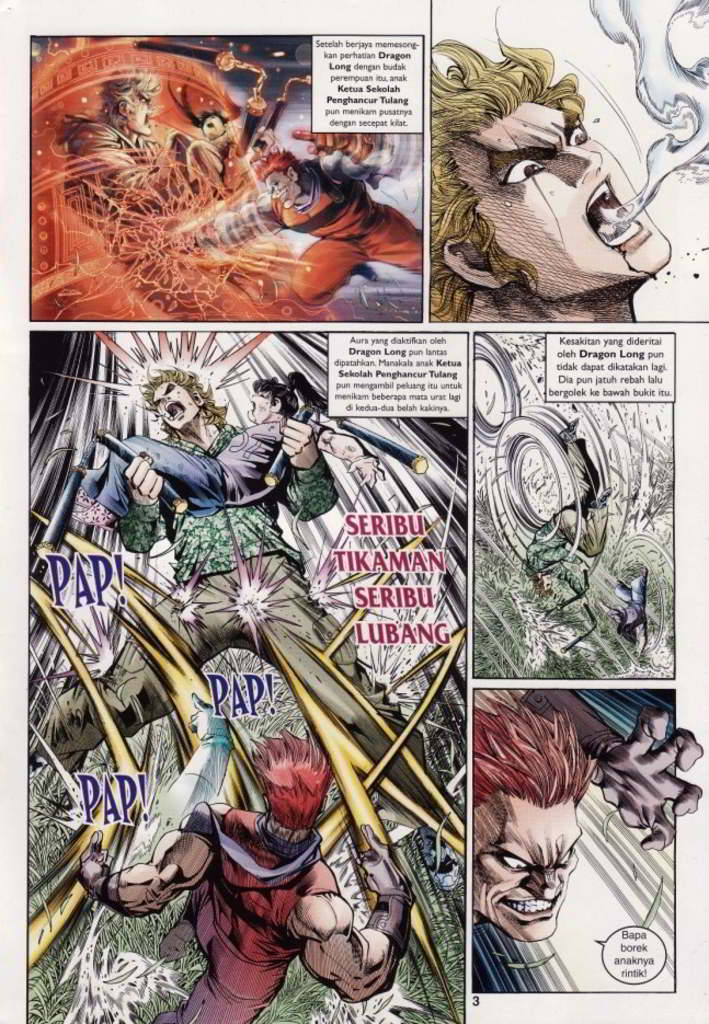 Setelah berjaya memesong-
kan perhatian Dragon
Long dengan budak
perempuan itu, anak
Ketua Sekolah
Penghancur Tulang
pun menikam pusatnya
dengan secepat kilat.
Aura yang diaktifkan oleh
Dragon Long pun lantas
dipatahkan. Manakala anak Ketua
Sekolah Penghancur Tulang
pun mengambil peluang itu untuk
menikam beberapa mata urat lagi
di kedua-dua belah kakinya.
SERIBU
TIKAMAN
SERIBU
LUBANG
PAP!
PAP!
PAP!
Kesakitan yang dideritai
oleh Dragon Long pun
tidak dapat dikatakan lagi.
Dia pun jatuh rebah lalu
bergolek ke bawah bukit itu.
Bapa
borek
anaknya
rintik!
3